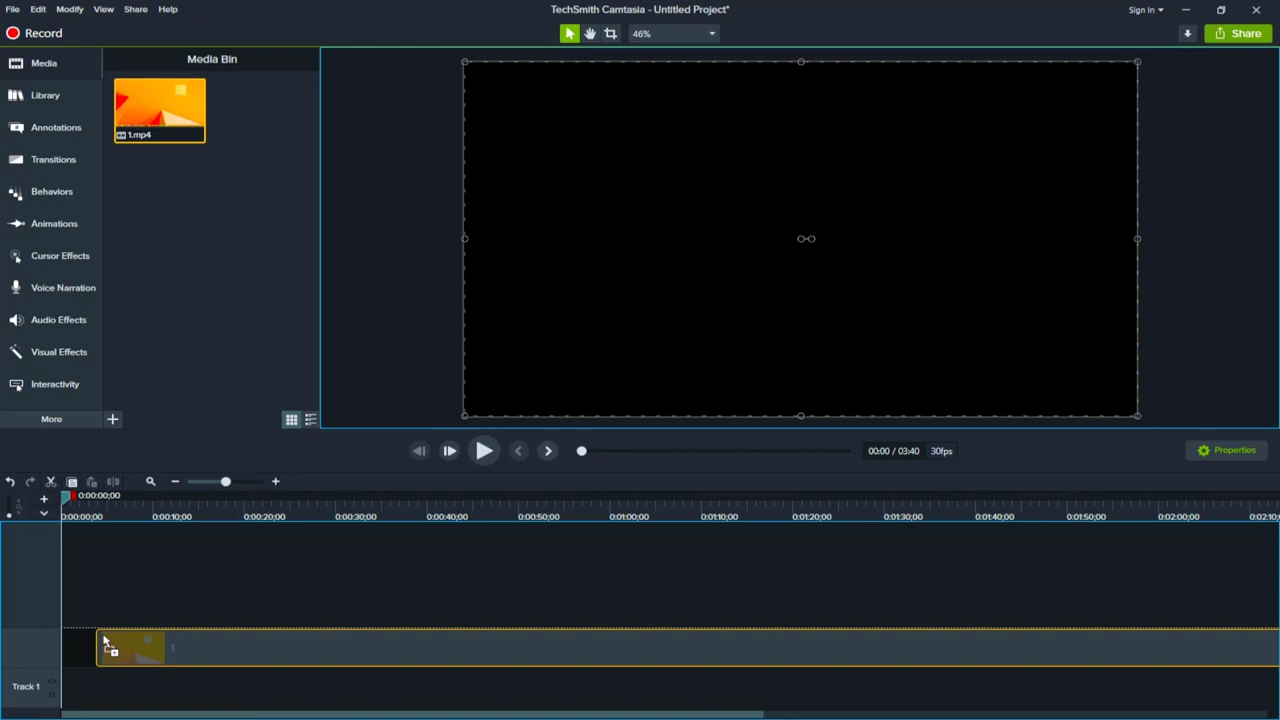 File Edit Modify View Share Help
TechSmith Camtasia - Untitled Project*
Sign In
Record
46%
Share
Media
Media Bin
1.mp4
Library
Annotations
Transitions
Behaviors
Animations
Cursor Effects
Voice Narration
Audio Effects
Visual Effects
Interactivity
More
00:00 / 03:40
30fps
Properties
0:00:00;00
0:00:00;00 0:00:10;00 0:00:20;00 0:00:30;00 0:00:40;00 0:00:50;00 0:01:00;00 0:01:10;00 0:01:20;00 0:01:30;00 0:01:40;00 0:01:50;00 0:02:00;00 0:02:10;
1
Track 1